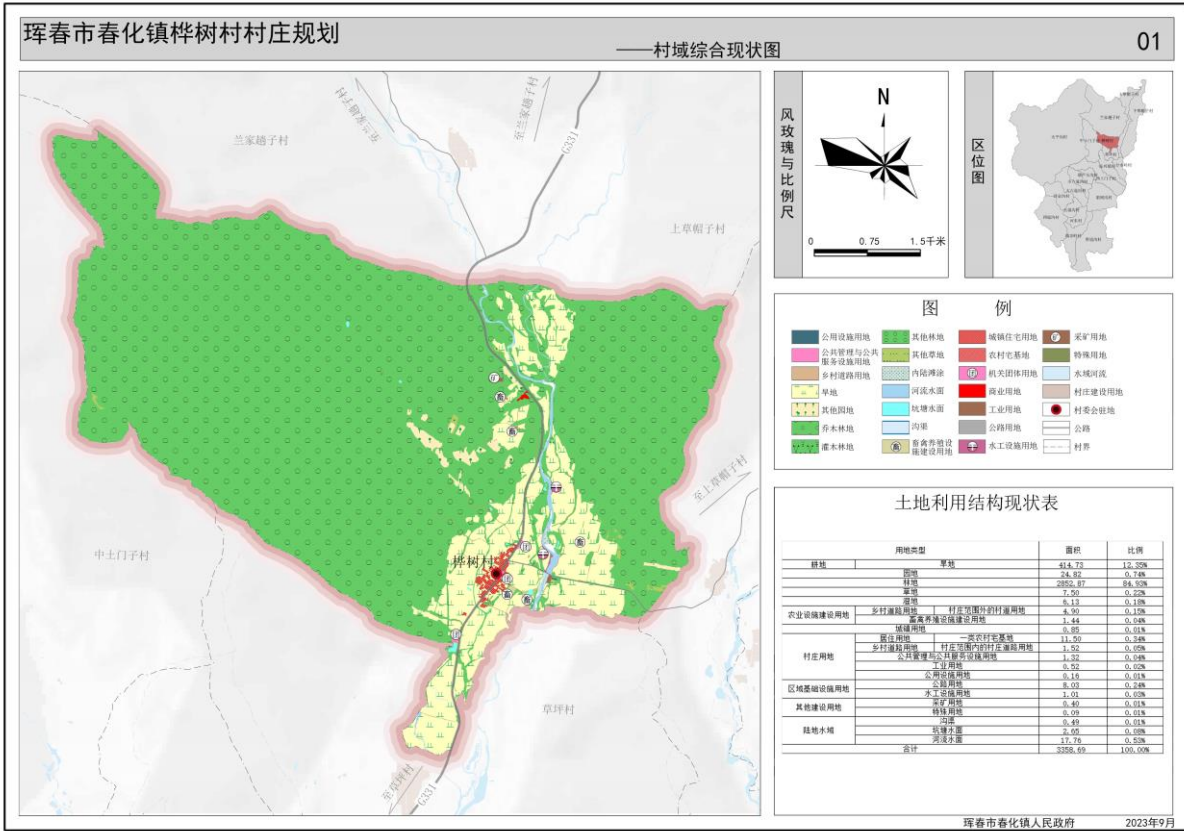 珲春市春化镇桦树村村庄规划
——村域综合现状图
01
兰家趟子村
至兰家趟子村
G331
上草帽子村
至上草帽子村
中土门子村
桦树村
草坪村
至草坪村
G331
矿
畜
畜
畜
团
团
畜
畜
团
风玫瑰与比例尺
N
0 0.75 1.5千米
区位图
图 例
公用设施用地 其他林地 城镇住宅用地 矿 采矿用地
公共管理与公共服务设施用地 其他草地 农村宅基地 特殊用地
乡村道路用地 内陆滩涂 团 机关团体用地 水域河流
旱地 河流水面 商业用地 村庄建设用地
其他园地 坑塘水面 工业用地 村委会驻地
乔木林地 沟渠 公路用地 公路
灌木林地 畜 畜禽养殖设施建设用地 水工设施用地 村界
土地利用结构现状表
用地类型 面积 比例
耕地 旱地 414.73 12.35%
园地 24.82 0.74%
林地 2852.87 84.93%
草地 7.50 0.22%
湿地 6.13 0.18%
农业设施建设用地 乡村道路用地 村庄范围外的村道用地 4.90 0.15%
畜禽养殖设施建设用地 1.44 0.04%
城镇用地 0.85 0.01%
村庄用地 居住用地 一类农村宅基地 11.50 0.34%
乡村道路用地 村庄范围内的村庄道路用地 1.52 0.05%
公共管理与公共服务设施用地 1.32 0.04%
工业用地 0.52 0.02%
公用设施用地 0.16 0.01%
区域基础设施用地 公路用地 8.03 0.24%
水工设施用地 1.01 0.03%
其他建设用地 采矿用地 0.40 0.01%
特殊用地 0.09 0.01%
陆地水域 沟渠 0.49 0.01%
坑塘水面 2.65 0.08%
河流水面 17.76 0.53%
合计 3358.69 100.00%
珲春市春化镇人民政府 2023年9月